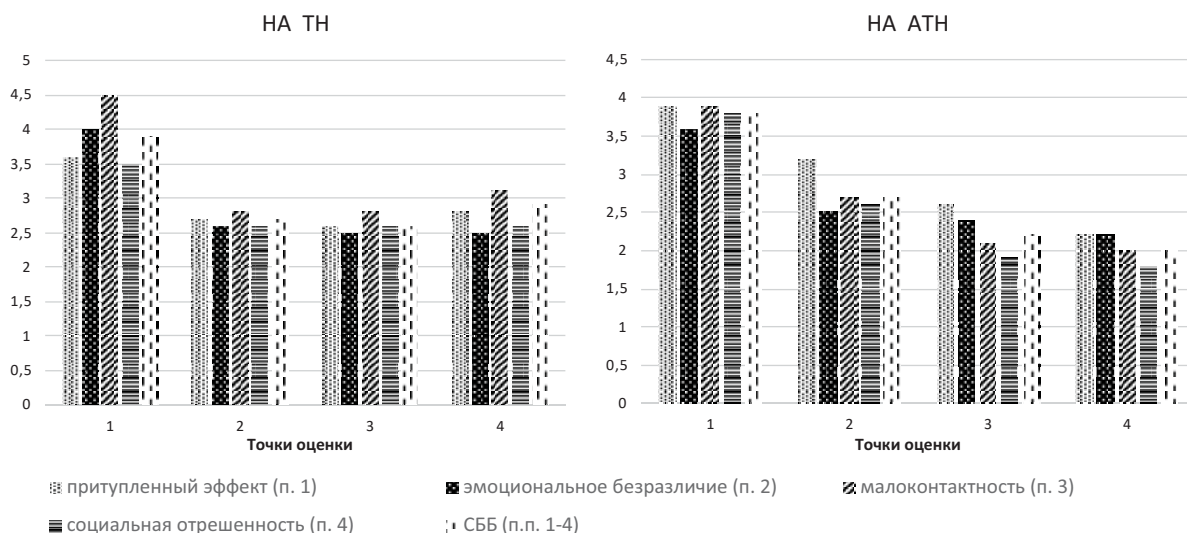 НА ТН
5
4,5
4
3,5
3
2,5
2
1,5
1
0,5
0
1 2 3 4
Точки оценки
НА АТН
4,5
4
3,5
3
2,5
2
1,5
1
0,5
0
1 2 3 4
Точки оценки
притупленный эффект (п. 1)
эмоциональное безразличие (п. 2)
малоконтактность (п. 3)
социальная отрешенность (п. 4)
СББ (п.п. 1-4)